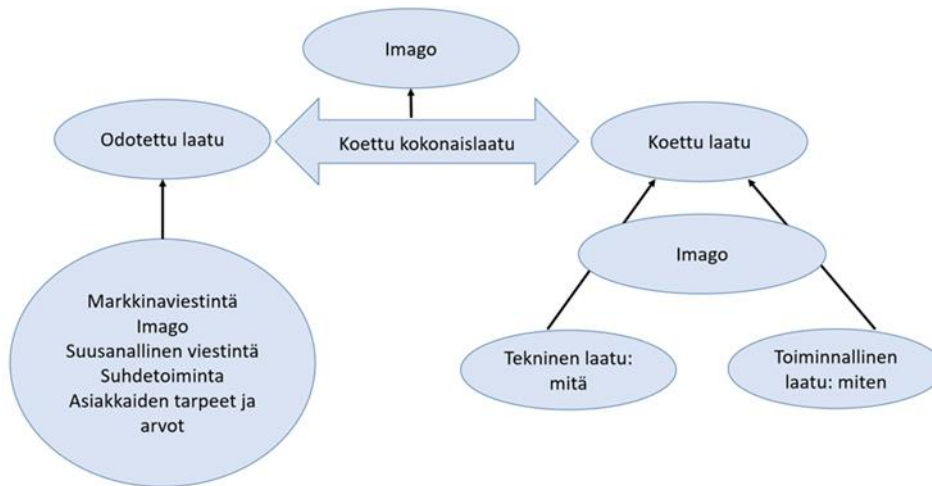 Imago
Odotettu laatu
Koettu kokonaislaatu
Koettu laatu
Imago
Markkinaviestintä
Imago
Suusanallinen viestintä
Suhdetoiminta
Asiakkaiden tarpeet ja
arvot
Tekninen laatu:
mitä
Toiminnallinen
laatu: miten